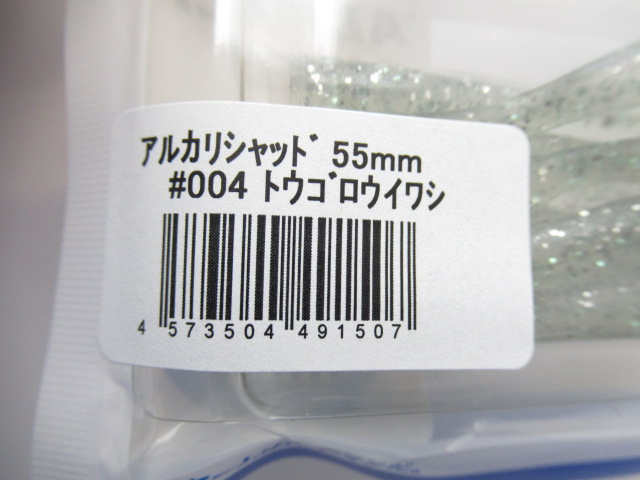 ｱﾙｶﾘｼｬｯﾄﾞ 55mm
#004 ﾄｳｺﾞﾛｳｲﾜｼ
4 573504 491507